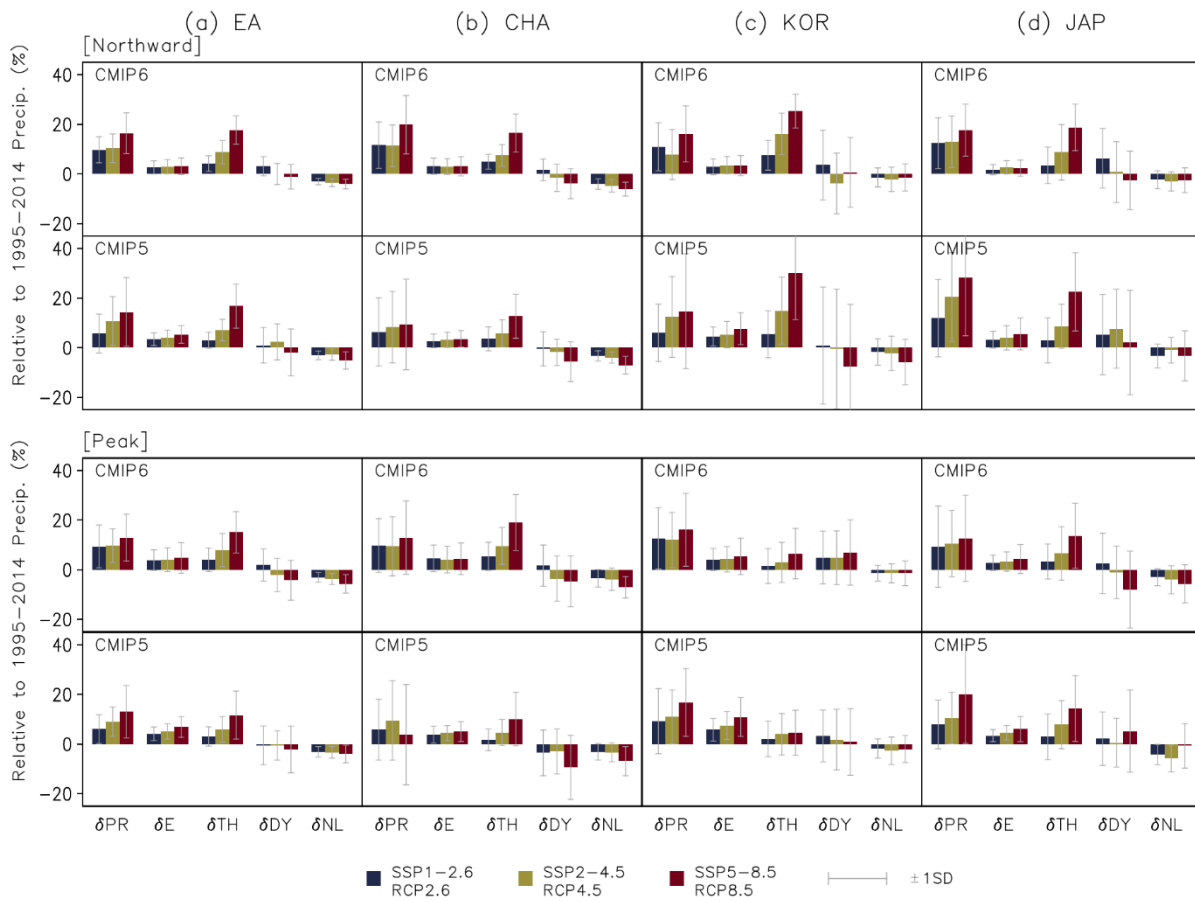 (a) EA (b) CHA (c) KOR (d) JAP
[Northward]
Relative to 1995−2014 Precip. (%)
CMIP6 CMIP6 CMIP6 CMIP6
40
20
0
−20
CMIP5 CMIP5 CMIP5 CMIP5
40
20
0
−20
[Peak]
Relative to 1995−2014 Precip. (%)
CMIP6 CMIP6 CMIP6 CMIP6
40
20
0
−20
CMIP5 CMIP5 CMIP5 CMIP5
40
20
0
−20
δPR δE δTH δDY δNL δPR δE δTH δDY δNL δPR δE δTH δDY δNL δPR δE δTH δDY δNL
SSP1−2.6 SSP2−4.5 SSP5−8.5 ±1SD
RCP2.6 RCP4.5 RCP8.5